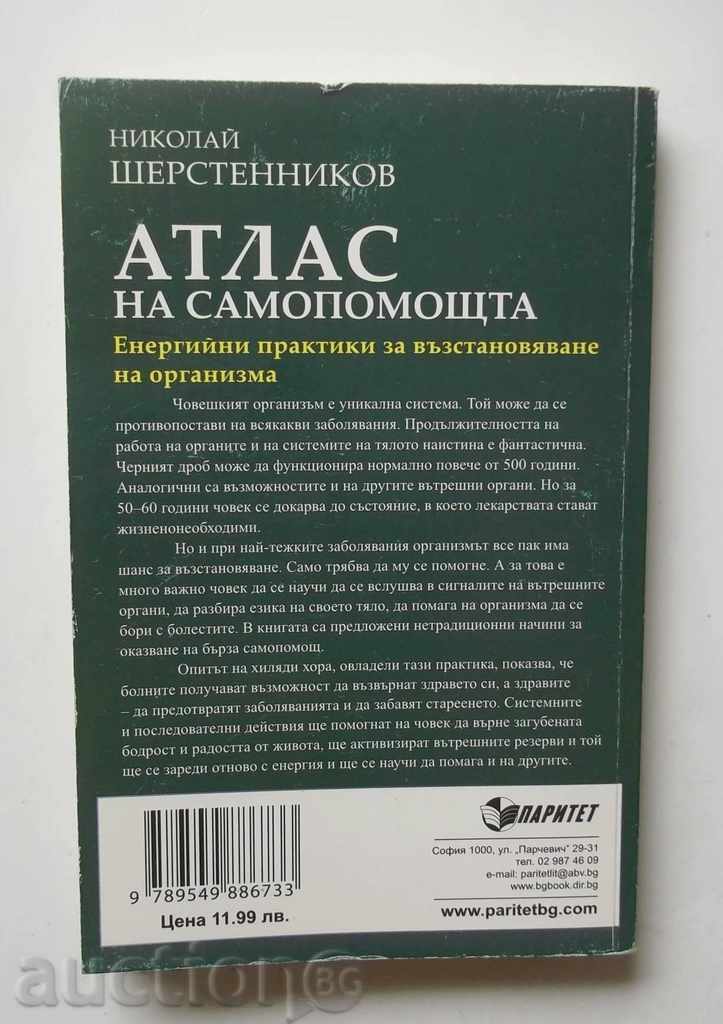 НИКОЛАЙ
ШЕРСТЕННИКОВ
АТЛАС
НА САМОПОМОЩТА
Енергийни практики за възстановяване
на организма
Човешкият организъм е уникална система. Той може да се
противопостави на всякакви заболявания. Продължителността на
работа на органите и на системите на тялото наистина е фантастична.
Черният дроб може да функционира нормално повече от 500 години.
Аналогични са възможностите и на другите вътрешни органи. Но за
50–60 години човек се докарва до състояние, в което лекарствата стават
жизненонеобходими.
Но и при най-тежките заболявания организмът все пак има
шанс за възстановяване. Само трябва да му се помогне. А за това е
много важно човек да се научи да се вслушва в сигналите на вътрешните
органи, да разбира езика на своето тяло, да помага на организма да се
бори с болестите. В книгата са предложени нетрадиционни начини за
оказване на бърза самопомощ.
Опитът на хиляди хора, овладели тази практика, показва, че
болните получават възможност да възвърнат здравето си, а здравите
– да предотвратят заболяванията и да забавят стареенето. Системните
и последователни действия ще помогнат на човек да върне загубената
бодрост и радостта от живота, ще активизират вътрешните резерви и той
ще се зареди отново с енергия и ще се научи да помага и на другите.
ПАРИТЕТ
София 1000, ул. „Парчевич" 29-31
тел. 02 987 46 09
e-mail: paritetlit@abv.bg
www.bgbook.dir.bg
www.paritetbg.com
9 789549 886733
Цена 11.99 лв.
аукцион BG